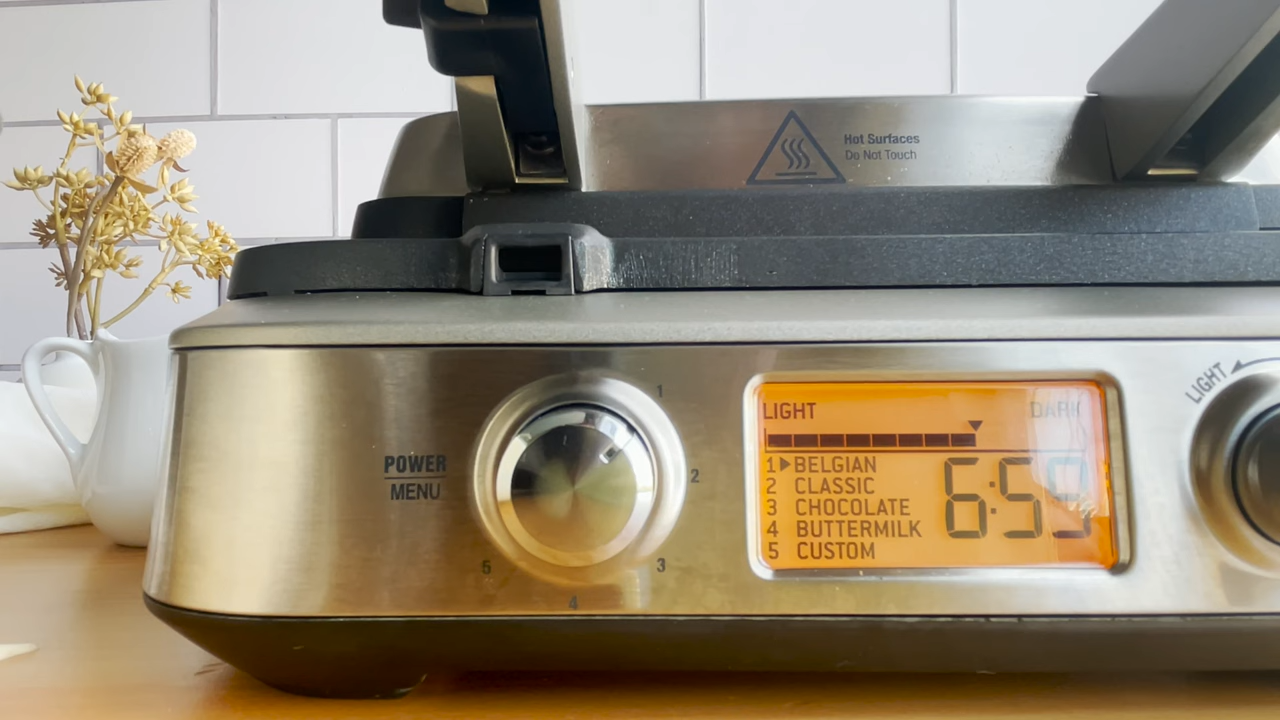 Hot Surfaces
Do Not Touch
POWER
MENU
1
2
3
4
5
LIGHT DARK
1 BELGIAN
2 CLASSIC
3 CHOCOLATE
4 BUTTERMILK
5 CUSTOM
6:59
LIGHT